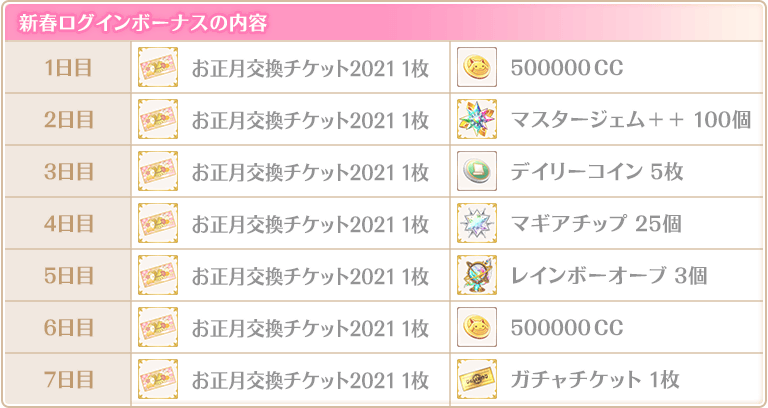 新春ログインボーナスの内容
1日目 お正月交換チケット2021 1枚 500000CC
2日目 お正月交換チケット2021 1枚 マスタージェム＋＋ 100個
3日目 お正月交換チケット2021 1枚 デイリーコイン 5枚
4日目 お正月交換チケット2021 1枚 マギアチップ 25個
5日目 お正月交換チケット2021 1枚 レインボーオーブ 3個
6日目 お正月交換チケット2021 1枚 500000CC
7日目 お正月交換チケット2021 1枚 ガチャチケット 1枚